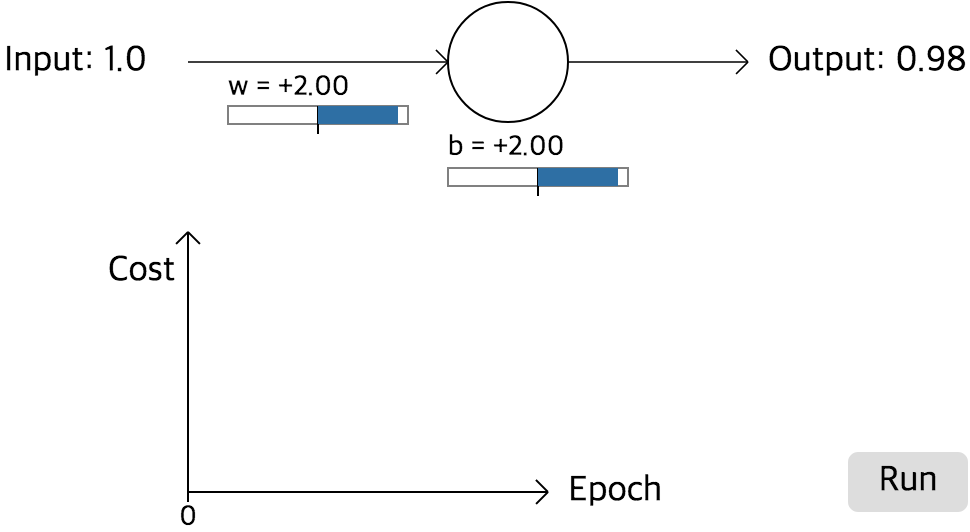 Input: 1.0
Output: 0.98
w = +2.00
b = +2.00
Cost
Epoch
0
Run